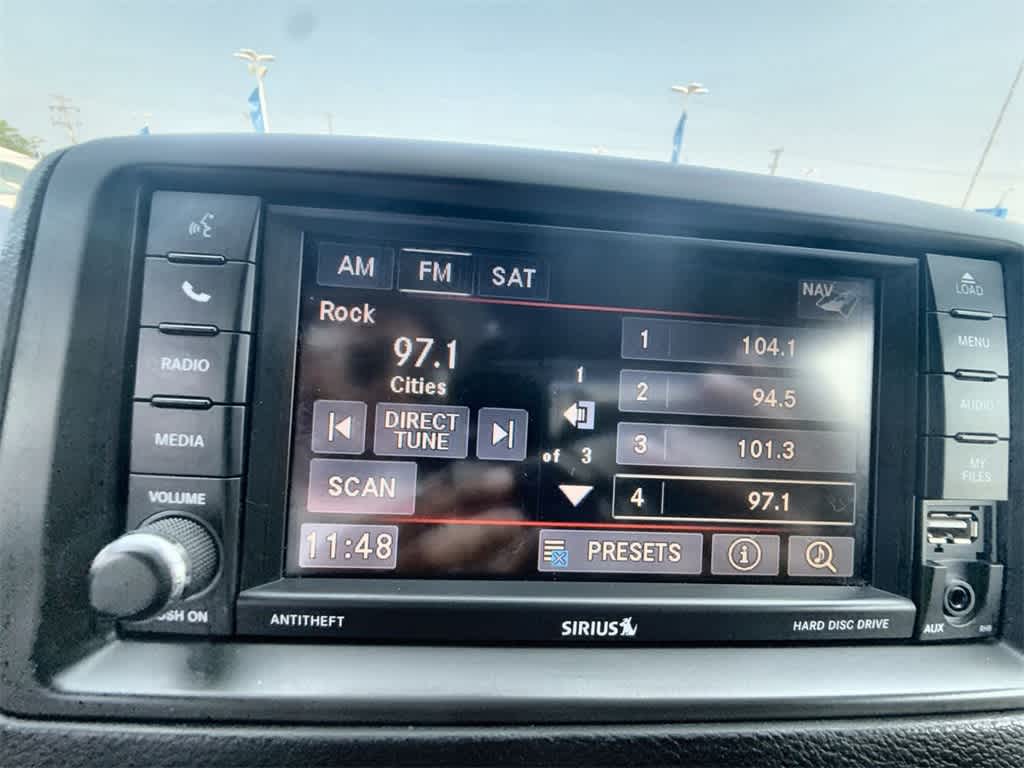 AM FM SAT NAV
Rock
97.1
Cities
DIRECT
TUNE
SCAN
11:48
1
of 3
1 104.1
2 94.5
3 101.3
4 97.1
PRESETS
RADIO
MEDIA
VOLUME
SH ON
LOAD
MENU
AUDIO
MY
FILES
ANTITHEFT
SIRIUS
HARD DISC DRIVE
AUX